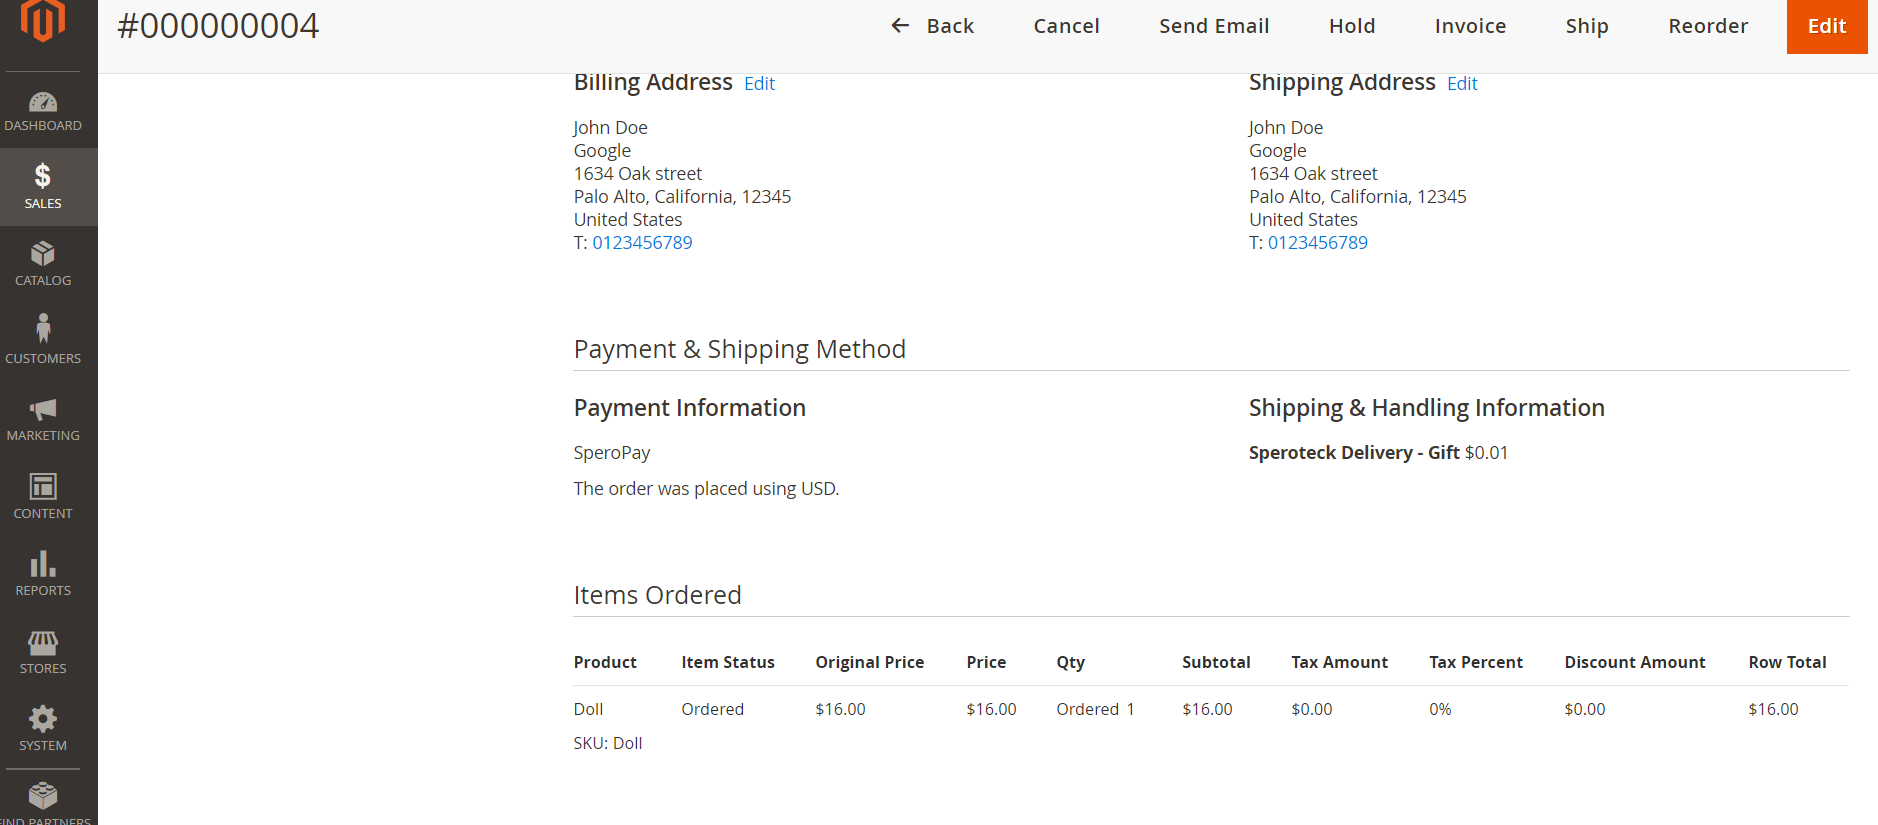 #000000004
Back Cancel Send Email Hold Invoice Ship Reorder Edit
DASHBOARD
SALES
CATALOG
CUSTOMERS
MARKETING
CONTENT
REPORTS
STORES
SYSTEM
FIND PARTNERS
Billing Address Edit
John Doe
Google
1634 Oak street
Palo Alto, California, 12345
United States
T: 0123456789
Shipping Address Edit
John Doe
Google
1634 Oak street
Palo Alto, California, 12345
United States
T: 0123456789
Payment & Shipping Method
Payment Information
SperoPay
The order was placed using USD.
Shipping & Handling Information
Speroteck Delivery - Gift $0.01
Items Ordered
Product Item Status Original Price Price Qty Subtotal Tax Amount Tax Percent Discount Amount Row Total
Doll Ordered $16.00 $16.00 Ordered 1 $16.00 $0.00 0% $0.00 $16.00
SKU: Doll